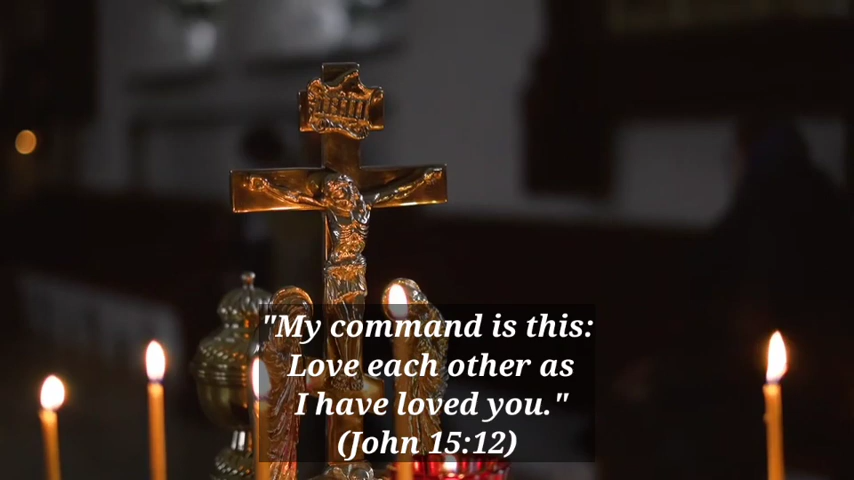 "My command is this:
Love each other as
I have loved you."
(John 15:12)